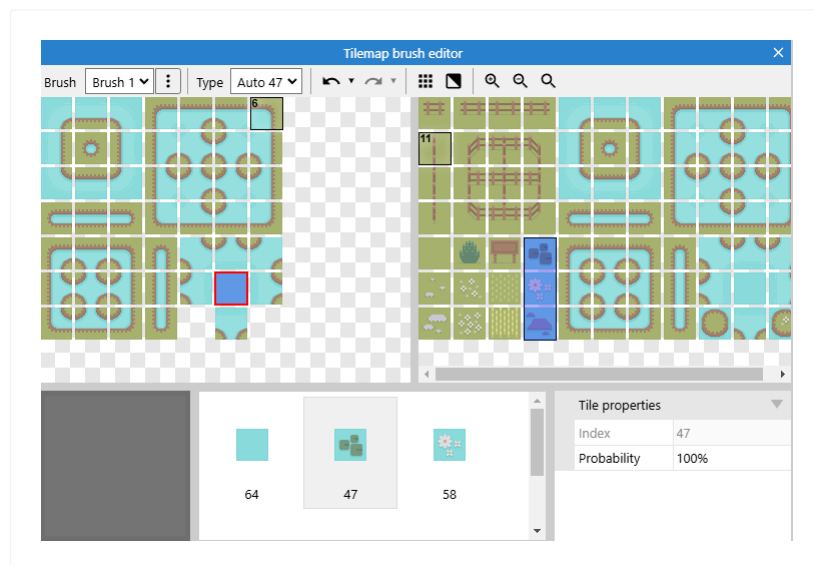 Tilemap brush editor
Brush Brush 1 Type Auto 47
6
11
64 47 58
Tile properties
Index 47
Probability 100%